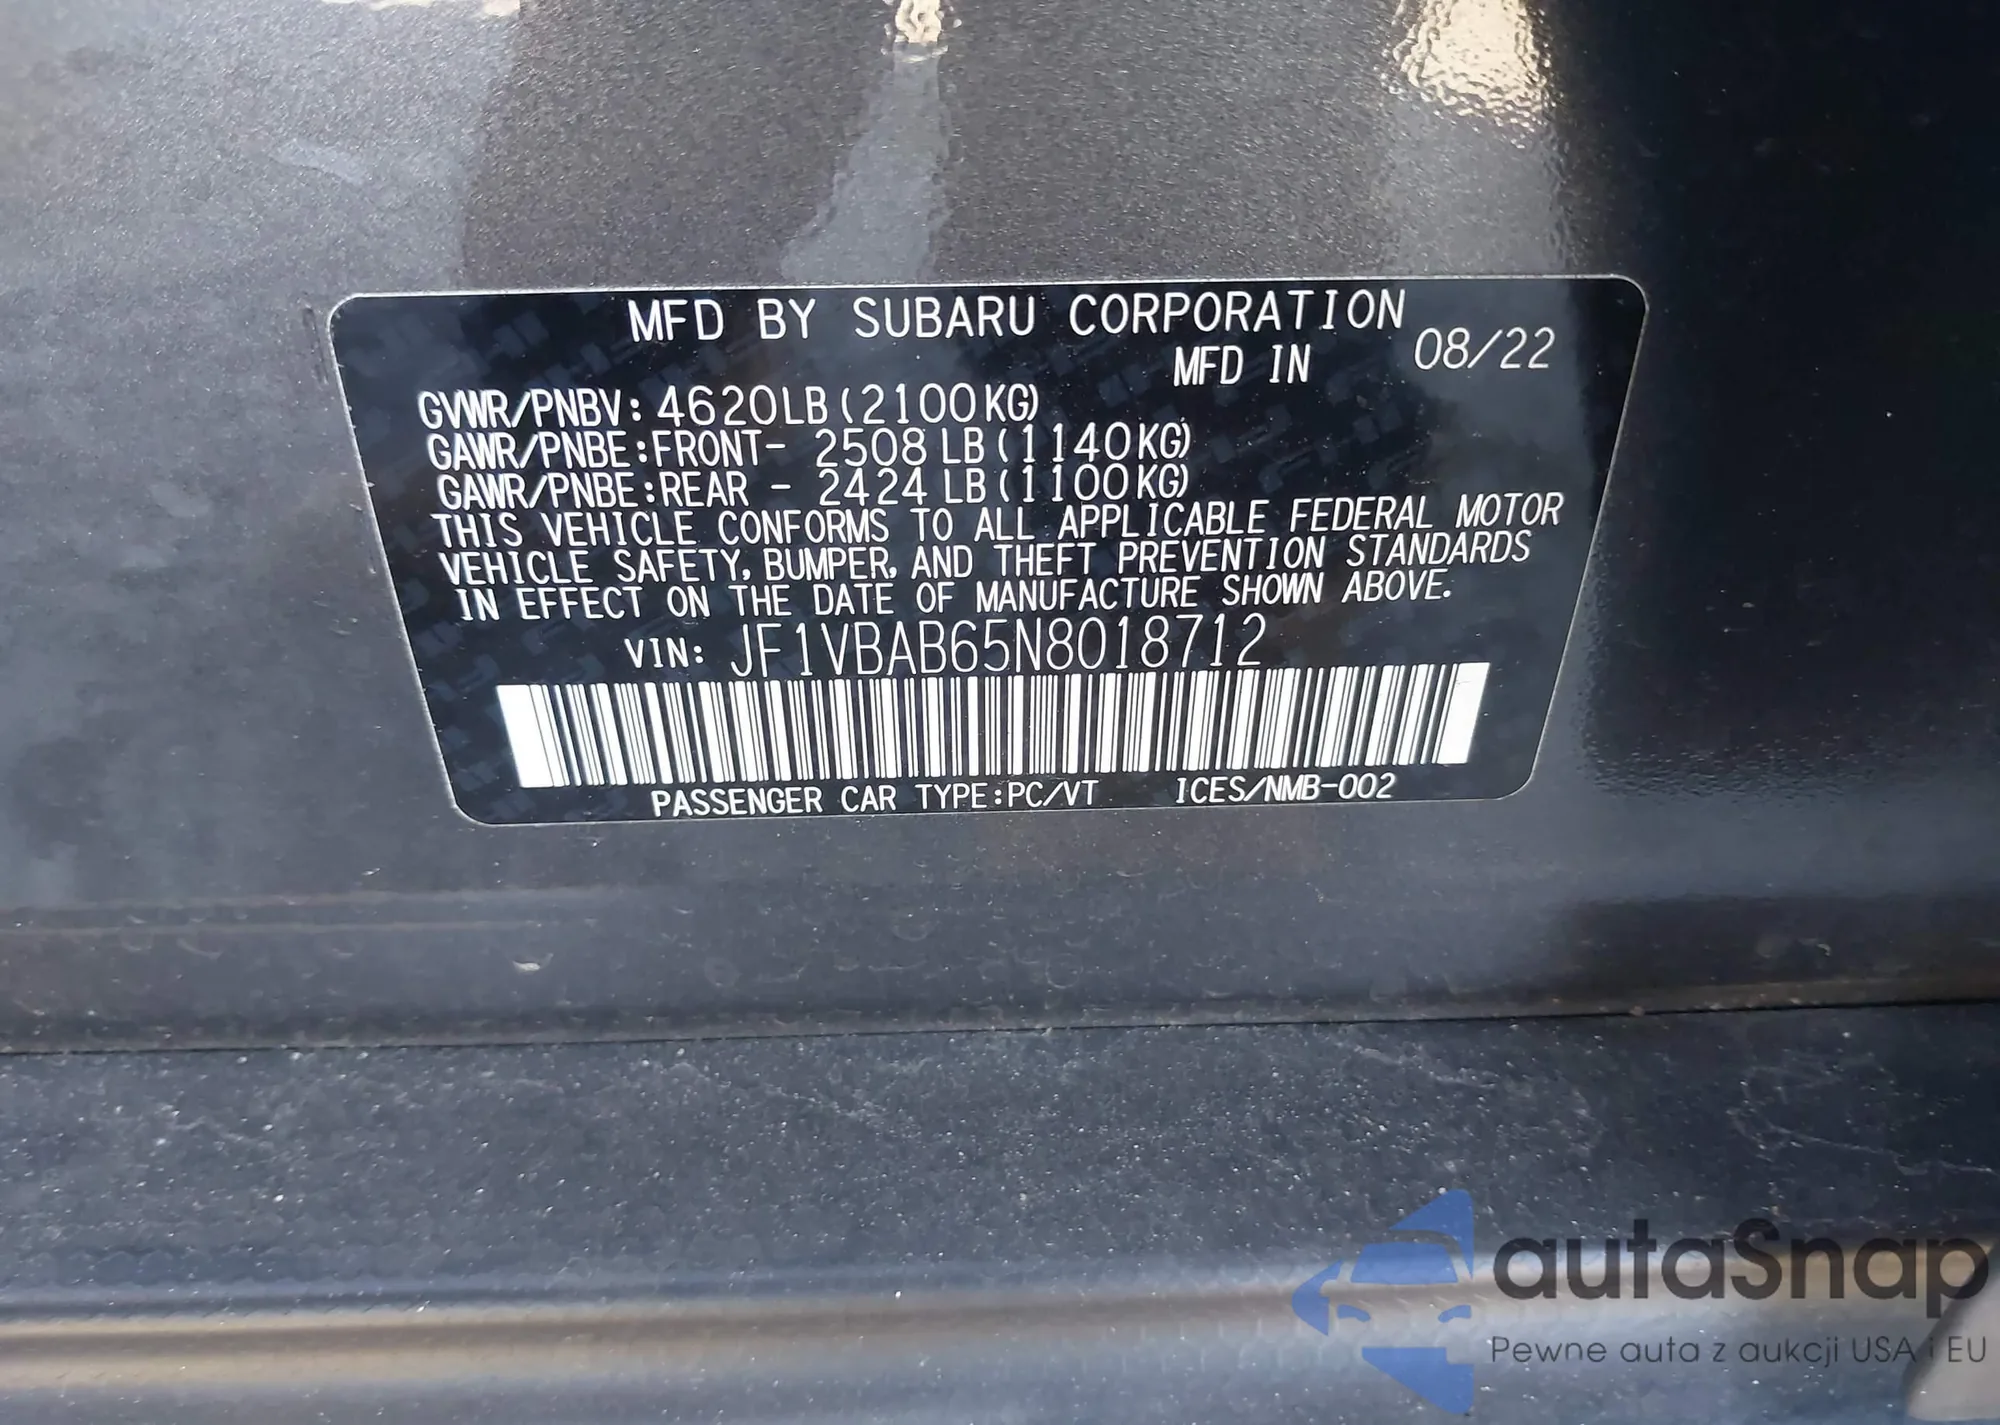 MFD BY SUBARU CORPORATION
MFD IN 08/22
GVWR/PNBV: 4620LB (2100KG)
GAWR/PNBE:FRONT- 2508 LB (1140KG)
GAWR/PNBE:REAR - 2424 LB (1100KG)
THIS VEHICLE CONFORMS TO ALL APPLICABLE FEDERAL MOTOR
VEHICLE SAFETY, BUMPER, AND THEFT PREVENTION STANDARDS
IN EFFECT ON THE DATE OF MANUFACTURE SHOWN ABOVE.
VIN: JF1VBAB65N8018712
PASSENGER CAR TYPE:PC/VT ICES/NMB-002
autaSnap
Pewne auta z aukcji USA i EU